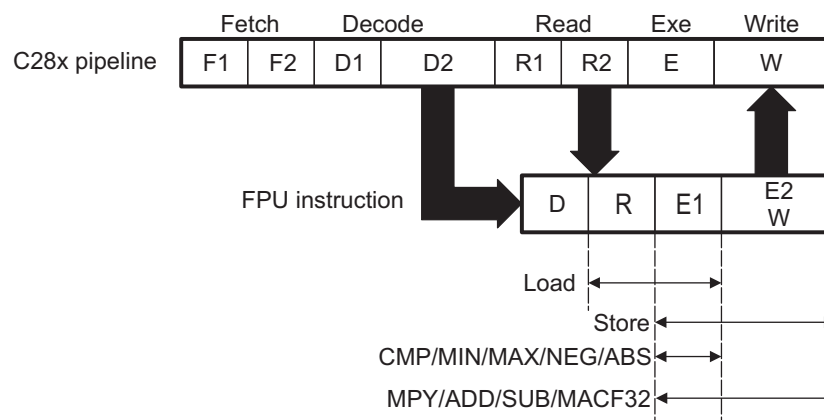 Fetch Decode Read Exe Write
C28x pipeline F1 F2 D1 D2 R1 R2 E W
FPU instruction D R E1 E2
W
Load
Store
CMP/MIN/MAX/NEG/ABS
MPY/ADD/SUB/MACF32